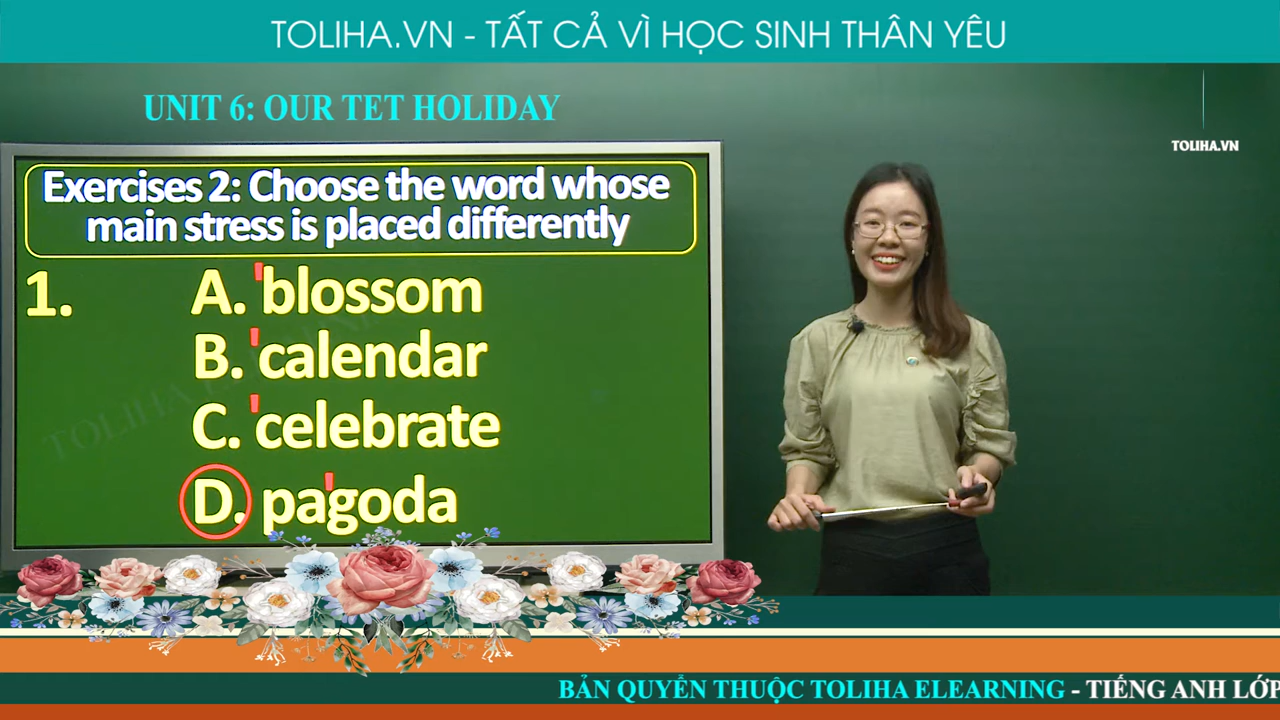 TOLIHA.VN - TẤT CẢ VÌ HỌC SINH THÂN YÊU
UNIT 6: OUR TET HOLIDAY
TOLIHA.VN
Exercises 2: Choose the word whose
main stress is placed differently
1. A. 'blossom
B. 'calendar
C. 'celebrate
D. pa'goda
BẢN QUYỂN THUỘC TOLIHA ELEARNING - TIẾNG ANH LỚP